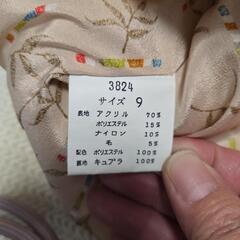 3824
サイズ 9
表地 アクリル 70%
ポリエステル 15%
ナイロン 10%
毛 5%
配色 ポリエステル 100%
裏地 キュプラ 100%